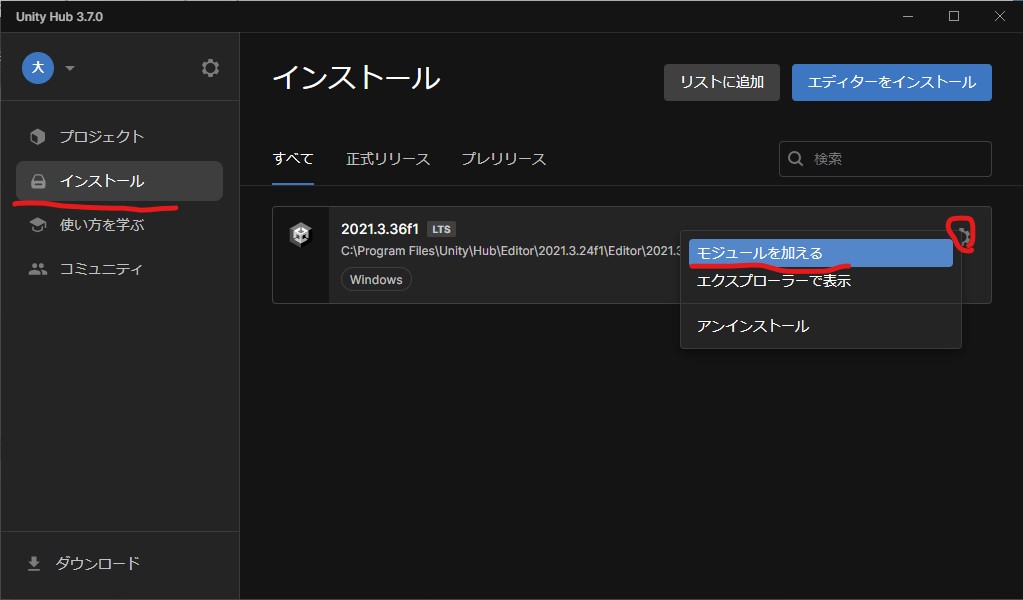 Unity Hub 3.7.0
大
プロジェクト
インストール
使い方を学ぶ
コミュニティ
ダウンロード
インストール
リストに追加
エディターをインストール
すべて
正式リリース
プレリリース
検索
2021.3.36f1 LTS
C:\Program Files\Unity\Hub\Editor\2021.3.24f1\Editor\2021.3
Windows
モジュールを加える
エクスプローラーで表示
アンインストール